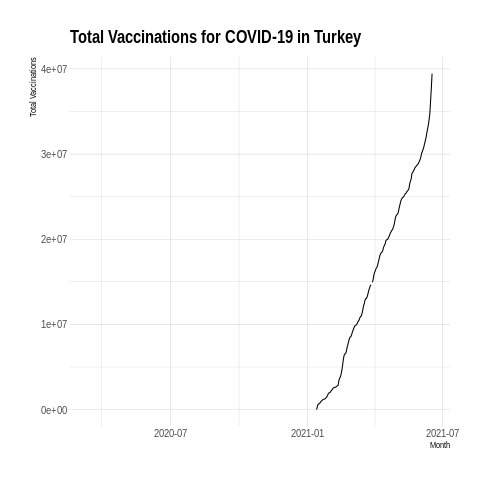 Total Vaccinations for COVID-19 in Turkey
Total Vaccinations
4e+07
3e+07
2e+07
1e+07
0e+00
2020-07
2021-01
2021-07
Month